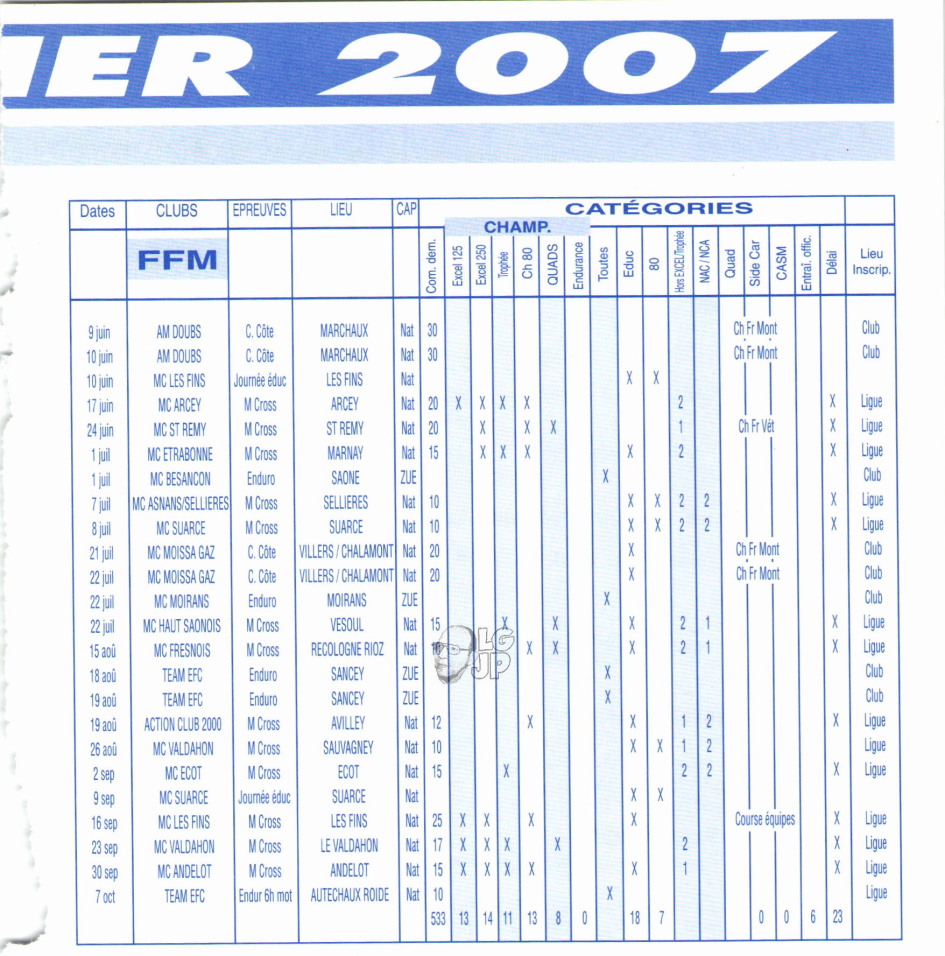 IER 2007
Dates CLUBS EPREUVES LIEU CAP CATÉGORIES
CHAMP.
FFM Com. dem. Excel 125 Excel 250 Trophée Ch 80 QUADS Endurance Toutes Educ 80 Hors EXCEL/Trophée NAC / NCA Quad Side Car CASM Entraî. offic. Délai Lieu Inscrip.
9 juin AM DOUBS C. Côte MARCHAUX Nat 30 Ch Fr Mont Club
10 juin AM DOUBS C. Côte MARCHAUX Nat 30 Ch Fr Mont Club
10 juin MC LES FINS Journée éduc LES FINS Nat X X
17 juin MC ARCEY M Cross ARCEY Nat 20 X X X X 2 X Ligue
24 juin MC ST REMY M Cross ST REMY Nat 20 X X X 1 Ch Fr Vét X Ligue
1 juil MC ETRABONNE M Cross MARNAY Nat 15 X X X X 2 X Ligue
1 juil MC BESANCON Enduro SAONE ZUE X Club
7 juil MC ASNANS/SELLIERES M Cross SELLIERES Nat 10 X X 2 2 X Ligue
8 juil MC SUARCE M Cross SUARCE Nat 10 X X 2 2 X Ligue
21 juil MC MOISSA GAZ C. Côte VILLERS / CHALAMONT Nat 20 X Ch Fr Mont Club
22 juil MC MOISSA GAZ C. Côte VILLERS / CHALAMONT Nat 20 X Ch Fr Mont Club
22 juil MC MOIRANS Enduro MOIRANS ZUE X Club
22 juil MC HAUT SAONOIS M Cross VESOUL Nat 15 X X X 2 1 X Ligue
15 aoû MC FRESNOIS M Cross RECOLOGNE RIOZ Nat X X X 2 1 X Ligue
LG
JP
18 aoû TEAM EFC Enduro SANCEY ZUE X Club
19 aoû TEAM EFC Enduro SANCEY ZUE X Club
19 aoû ACTION CLUB 2000 M Cross AVILLEY Nat 12 X X 1 2 X Ligue
26 aoû MC VALDAHON M Cross SAUVAGNEY Nat 10 X X 1 2 Ligue
2 sep MC ECOT M Cross ECOT Nat 15 X 2 2 X Ligue
9 sep MC SUARCE Journée éduc SUARCE Nat X X
16 sep MC LES FINS M Cross LES FINS Nat 25 X X X X Course équipes X Ligue
23 sep MC VALDAHON M Cross LE VALDAHON Nat 17 X X X X 2 X Ligue
30 sep MC ANDELOT M Cross ANDELOT Nat 15 X X X X X 1 X Ligue
7 oct TEAM EFC Endur 6h mot AUTECHAUX ROIDE Nat 10 X Ligue
533 13 14 11 13 8 0 18 7 0 0 6 23